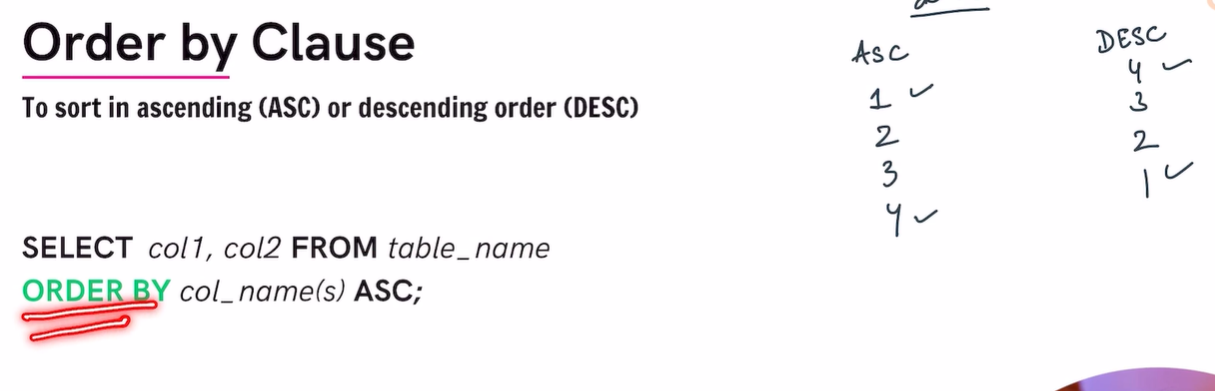 Order by Clause
To sort in ascending (ASC) or descending order (DESC)
SELECT col1, col2 FROM table_name
ORDER BY col_name(s) ASC;
ASC
1
2
3
4
DESC
4
3
2
1